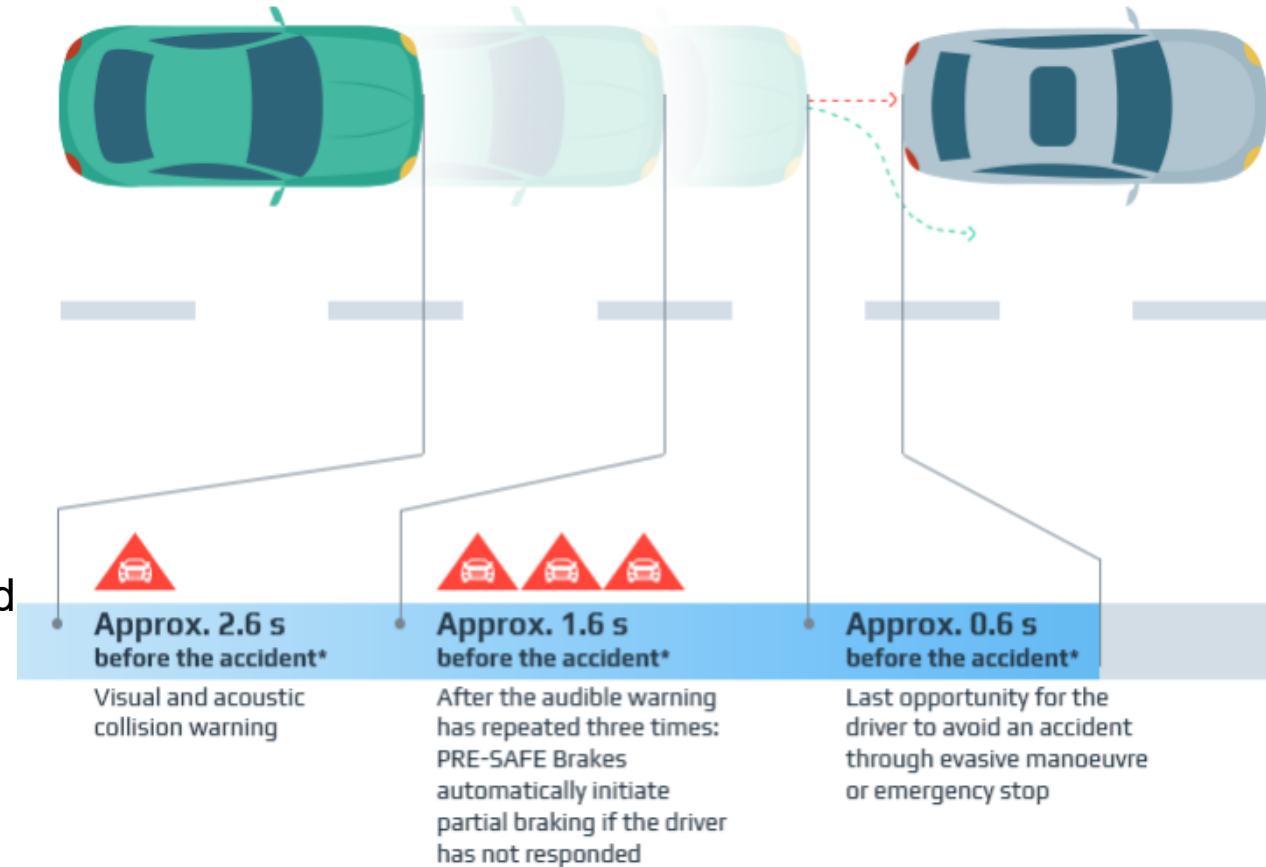 d
Approx. 2.6 s
before the accident*
Visual and acoustic
collision warning
Approx. 1.6 s
before the accident*
After the audible warning
has repeated three times:
PRE-SAFE Brakes
automatically initiate
partial braking if the driver
has not responded
Approx. 0.6 s
before the accident*
Last opportunity for the
driver to avoid an accident
through evasive manoeuvre
or emergency stop